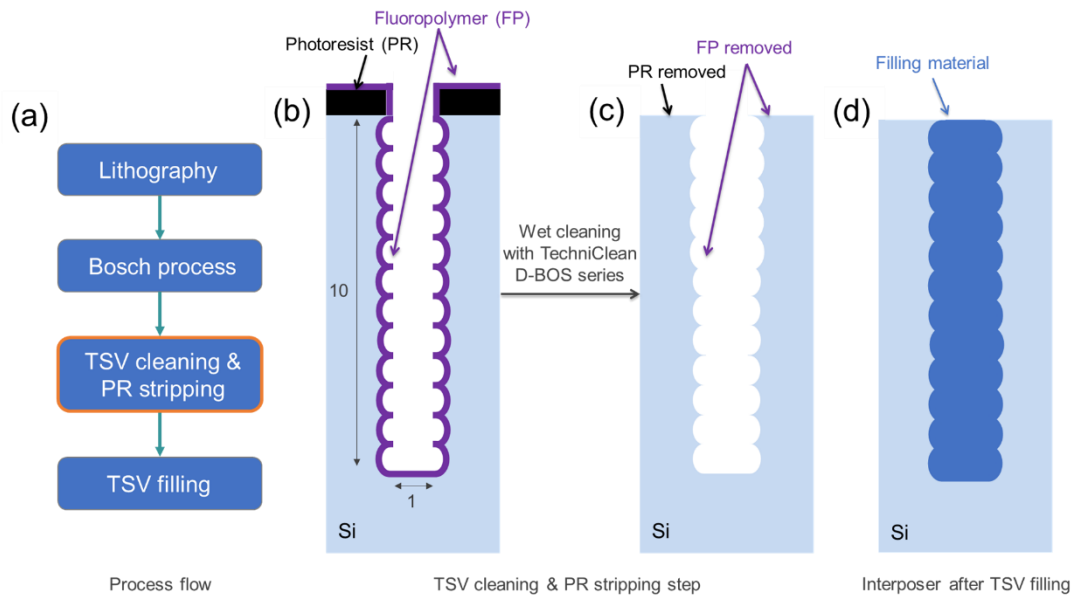 (a)
Lithography
Bosch process
TSV cleaning &
PR stripping
TSV filling
Process flow
(b)
Fluoropolymer (FP)
Photoresist (PR)
10
1
Si
Wet cleaning
with TechniClean
D-BOS series
(c)
FP removed
PR removed
Si
TSV cleaning & PR stripping step
(d)
Filling material
Si
Interposer after TSV filling